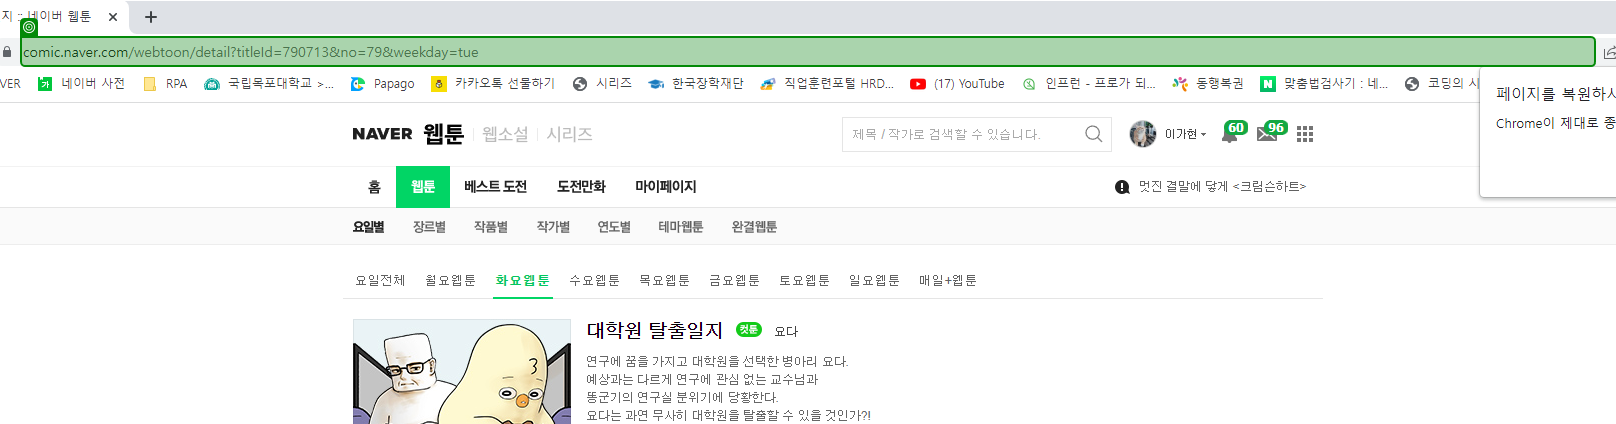 지 :: 네이버 웹툰
comic.naver.com/webtoon/detail?titleId=790713&no=79&weekday=tue
VER 네이버 사전 RPA 국립목포대학교 >... Papago 카카오톡 선물하기 시리즈 한국장학재단 직업훈련포털 HRD... (17) YouTube 인프런 - 프로가 되... 동행복권 맞춤법검사기 : 네... 코딩의 시
페이지를 복원하시
Chrome이 제대로 종
NAVER 웹툰 웹소설 시리즈 제목 / 작가로 검색할 수 있습니다. 이가현 60 96
홈 웹툰 베스트 도전 도전만화 마이페이지 멋진 결말에 닿게 <크림슨하트>
요일별 장르별 작품별 작가별 연도별 테마웹툰 완결웹툰
요일전체 월요웹툰 화요웹툰 수요웹툰 목요웹툰 금요웹툰 토요웹툰 일요웹툰 매일+웹툰
대학원 탈출일지 컷툰 요다
연구에 꿈을 가지고 대학원을 선택한 병아리 요다.
예상과는 다르게 연구에 관심 없는 교수님과
똥군기의 연구실 분위기에 당황한다.
요다는 과연 무사히 대학원을 탈출할 수 있을 것인가?!